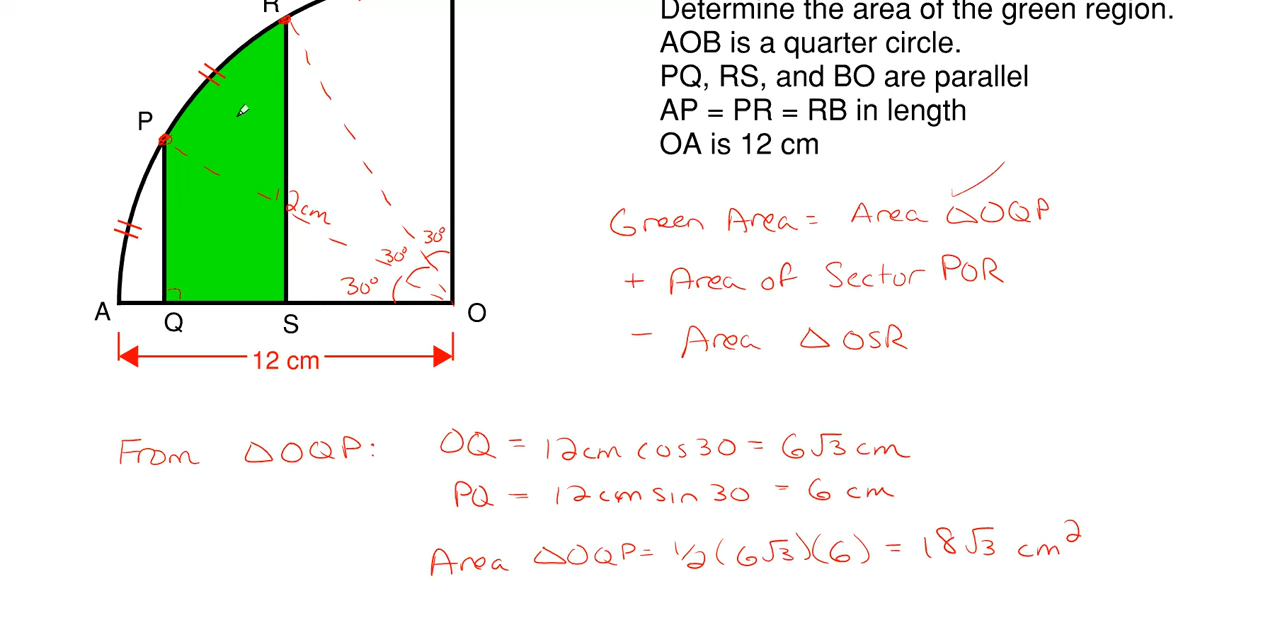 R
Determine the area of the green region.
AOB is a quarter circle.
PQ, RS, and BO are parallel
AP = PR = RB in length
OA is 12 cm
P
12cm
30°
30°
30°
A
Q
S
O
12 cm
Green Area = Area △OQP
+ Area of Sector POR
- Area △OSR
From △OQP: OQ = 12cm cos30 = 6√3 cm
PQ = 12cm sin 30 = 6 cm
Area △OQP = 1/2(6√3)(6) = 18√3 cm²